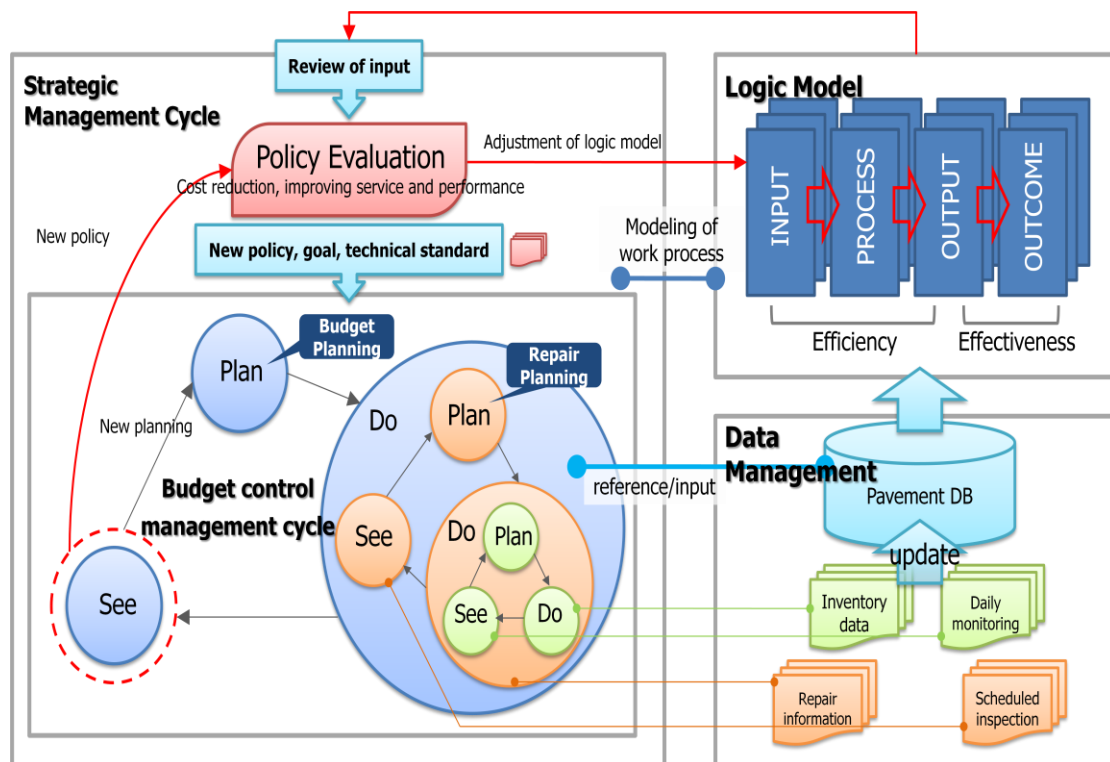 Review of input
Strategic
Management Cycle
Policy Evaluation
Cost reduction, improving service and performance
Adjustment of logic model
New policy
New policy, goal, technical standard
Modeling of
work process
Logic Model
INPUT
PROCESS
OUTPUT
OUTCOME
Efficiency
Effectiveness
Budget
Planning
Plan
Repair
Planning
Do
Plan
New planning
Budget control
management cycle
See
Do
Plan
See
Do
See
reference/input
Data
Management
Pavement DB
update
Inventory
data
Daily
monitoring
Repair
information
Scheduled
inspection